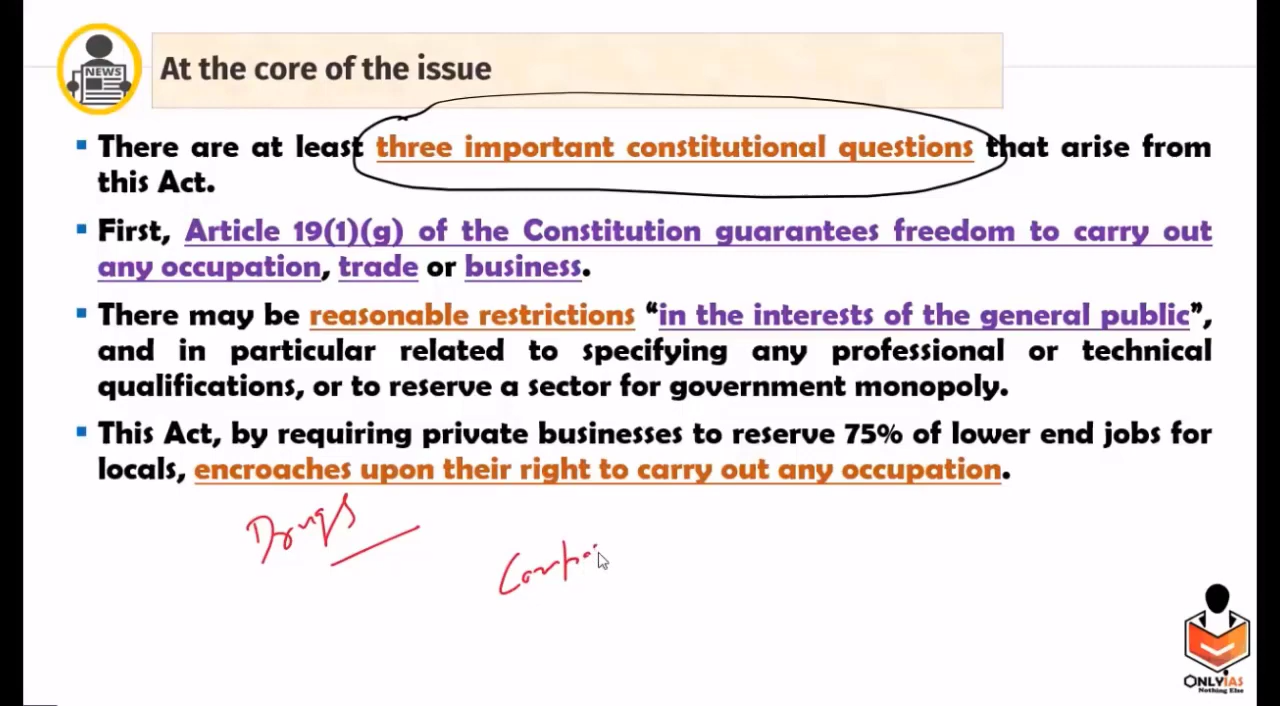 NEWS
At the core of the issue
▪ There are at least three important constitutional questions that arise from
this Act.
▪ First, Article 19(1)(g) of the Constitution guarantees freedom to carry out
any occupation, trade or business.
▪ There may be reasonable restrictions “in the interests of the general public”,
and in particular related to specifying any professional or technical
qualifications, or to reserve a sector for government monopoly.
▪ This Act, by requiring private businesses to reserve 75% of lower end jobs for
locals, encroaches upon their right to carry out any occupation.
Drugs
ONLYIAS
Nothing Else